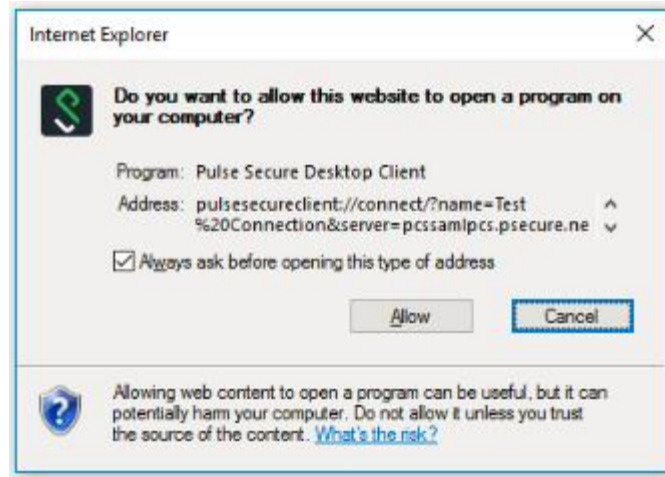 Internet Explorer
Do you want to allow this website to open a program on
your computer?
Program: Pulse Secure Desktop Client
Address: pulsesecureclient://connect/?name=Test
%20Connection&server=pcssamlpcs.psecure.ne
Always ask before opening this type of address
Allow Cancel
Allowing web content to open a program can be useful, but it can
potentially harm your computer. Do not allow it unless you trust
the source of the content. What's the risk?